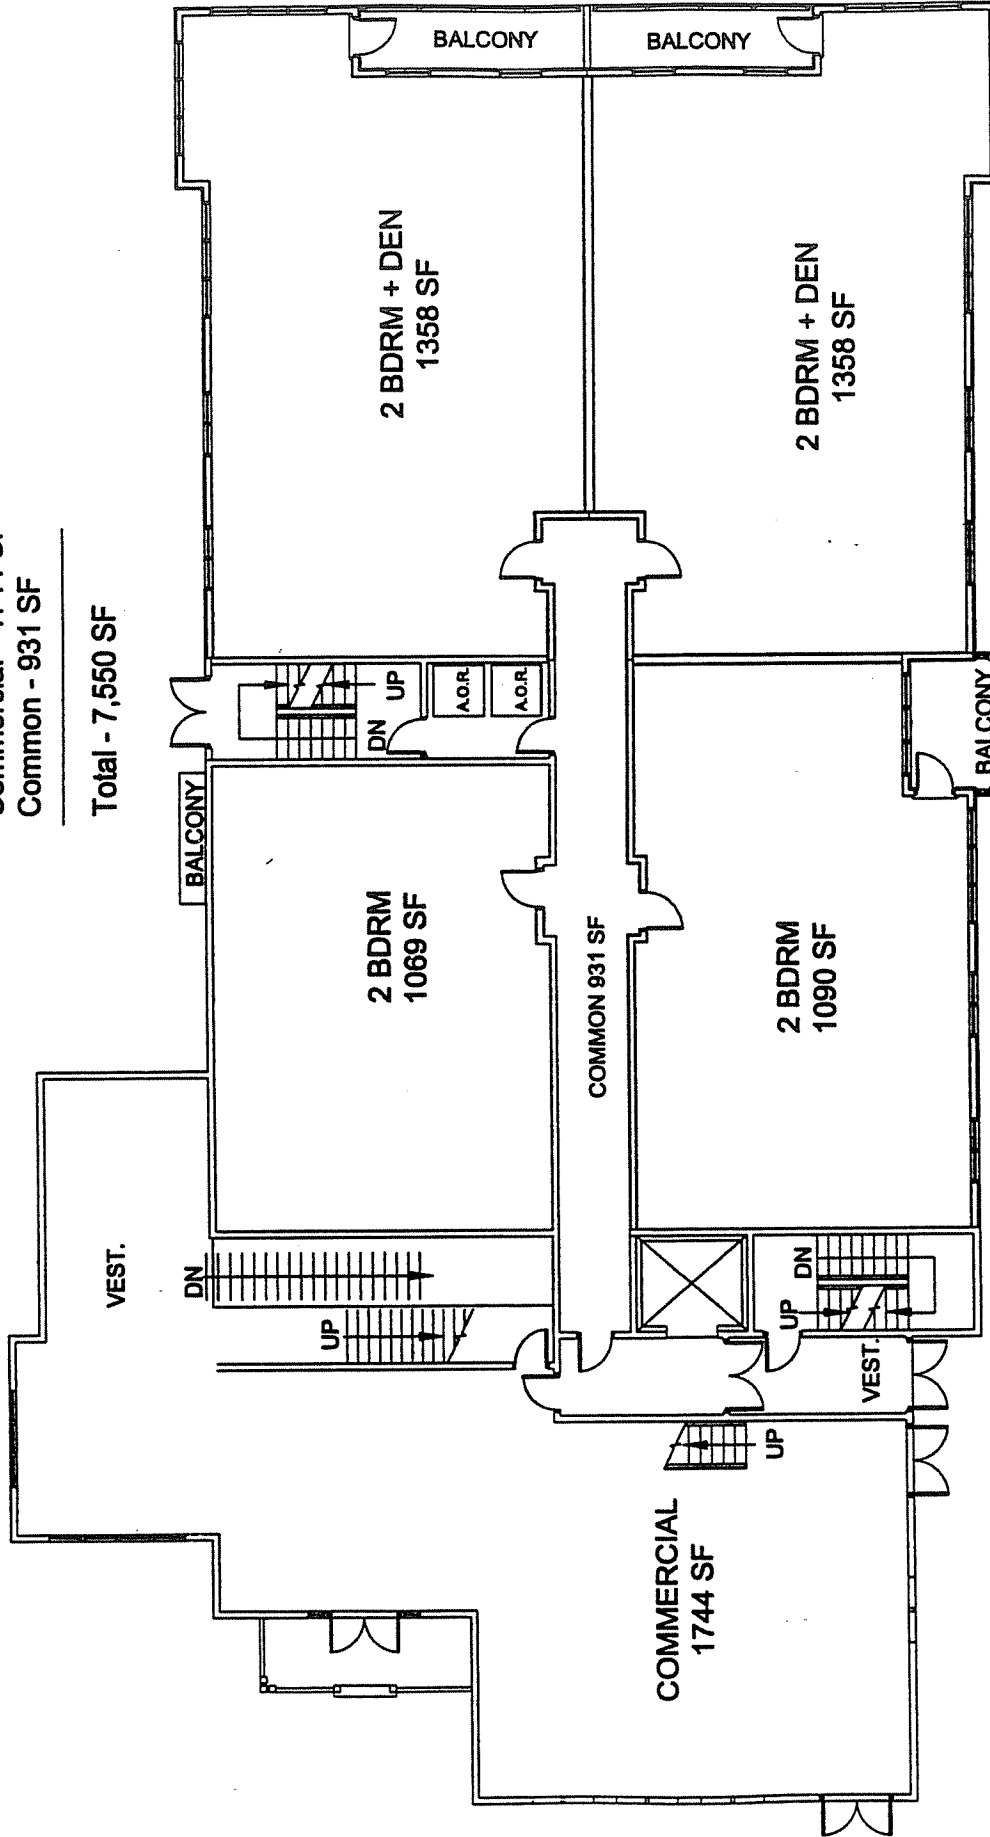 Common - 931 SF
Total - 7,550 SF
VEST.
DN
BALCONY
UP
DN
UP
2 BDRM
1069 SF
2 BDRM + DEN
1358 SF
A.O.R.
A.O.R.
BALCONY
COMMON 931 SF
BALCONY
COMMERCIAL
1744 SF
UP
UP
DN
VEST.
2 BDRM
1090 SF
2 BDRM + DEN
1358 SF
BALCONY